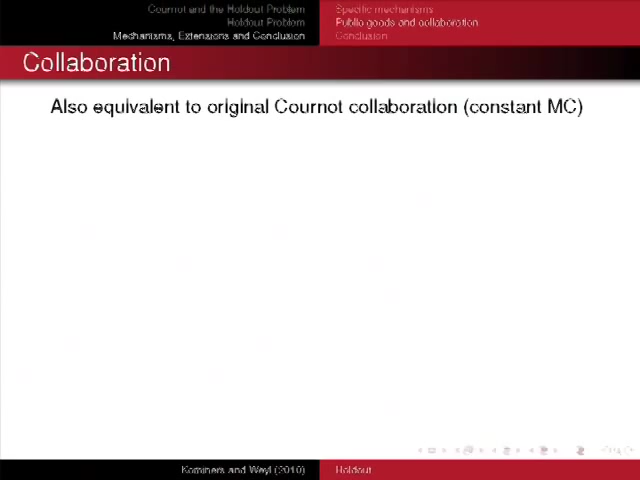 Cournot and the Holdout Problem
Holdout Problem
Mechanisms, Extensions and Conclusion
Specific mechanisms
Public goods and collaboration
Conclusion
Collaboration
Also equivalent to original Cournot collaboration (constant MC)
Kominers and Weyl (2010)
Holdout